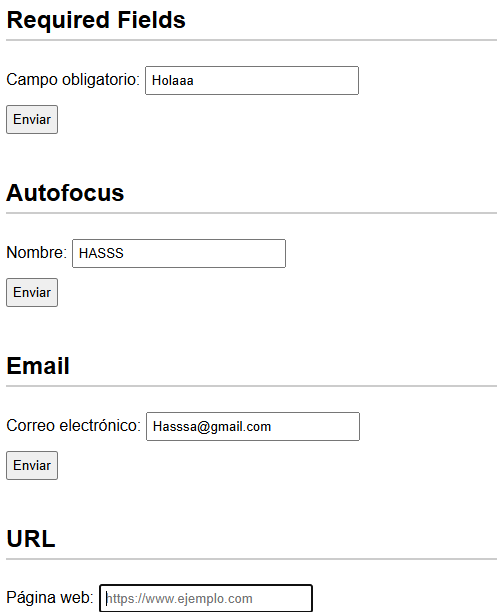 Required Fields
Campo obligatorio: Holaaa
Enviar
Autofocus
Nombre: HASSS
Enviar
Email
Correo electrónico: Hasssa@gmail.com
Enviar
URL
Página web: https://www.ejemplo.com